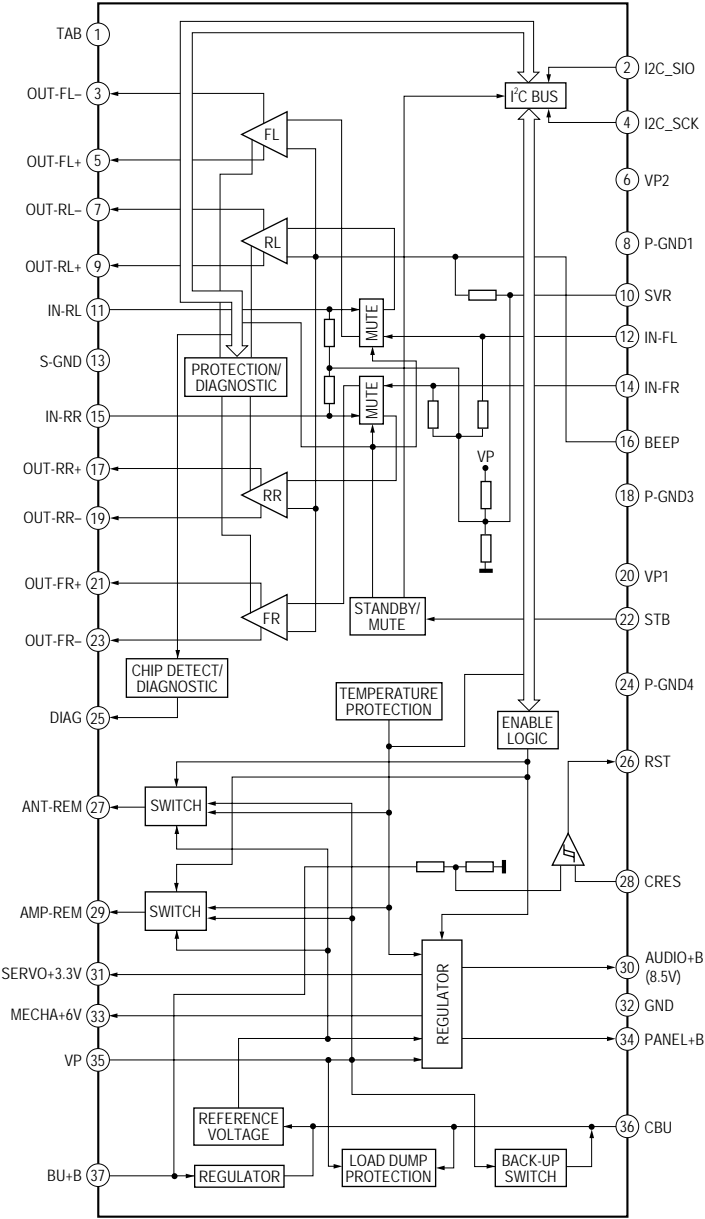 TAB 1
2 I2C_SIO
OUT-FL– 3
I²C BUS
4 I2C_SCK
FL
OUT-FL+ 5
6 VP2
OUT-RL– 7
RL
8 P-GND1
OUT-RL+ 9
10 SVR
IN-RL 11
MUTE
12 IN-FL
S-GND 13
PROTECTION/
DIAGNOSTIC
MUTE
14 IN-FR
IN-RR 15
16 BEEP
VP
OUT-RR+ 17
RR
18 P-GND3
OUT-RR– 19
20 VP1
OUT-FR+ 21
FR
STANDBY/
MUTE
22 STB
OUT-FR– 23
CHIP DETECT/
DIAGNOSTIC
24 P-GND4
TEMPERATURE
PROTECTION
DIAG 25
ENABLE
LOGIC
26 RST
ANT-REM 27
SWITCH
28 CRES
AMP-REM 29
SWITCH
30 AUDIO+B
(8.5V)
SERVO+3.3V 31
REGULATOR
32 GND
MECHA+6V 33
34 PANEL+B
VP 35
REFERENCE
VOLTAGE
36 CBU
BU+B 37
REGULATOR
LOAD DUMP
PROTECTION
BACK-UP
SWITCH